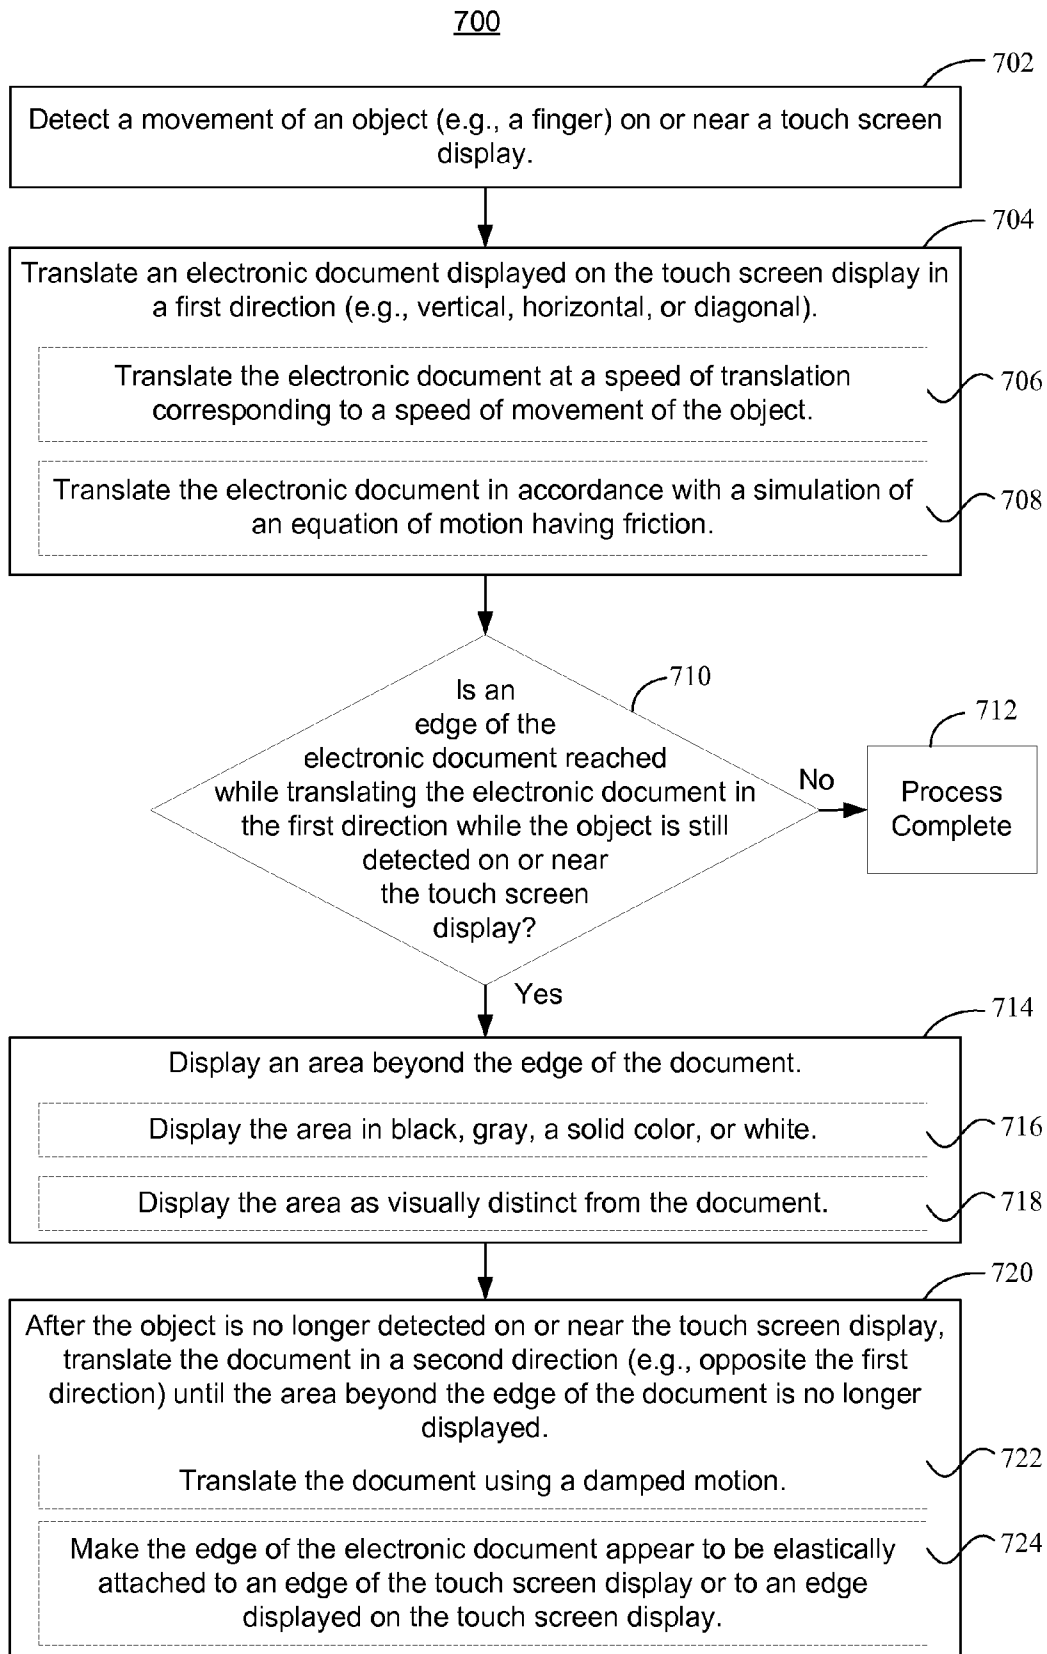 700
702
Detect a movement of an object (e.g., a finger) on or near a touch screen
display.
704
Translate an electronic document displayed on the touch screen display in
a first direction (e.g., vertical, horizontal, or diagonal).
Translate the electronic document at a speed of translation
corresponding to a speed of movement of the object.
706
Translate the electronic document in accordance with a simulation of
an equation of motion having friction.
708
710
Is an
edge of the
electronic document reached
while translating the electronic document in
the first direction while the object is still
detected on or near
the touch screen
display?
No
712
Process
Complete
Yes
714
Display an area beyond the edge of the document.
Display the area in black, gray, a solid color, or white.
716
Display the area as visually distinct from the document.
718
720
After the object is no longer detected on or near the touch screen display,
translate the document in a second direction (e.g., opposite the first
direction) until the area beyond the edge of the document is no longer
displayed.
Translate the document using a damped motion.
722
Make the edge of the electronic document appear to be elastically
attached to an edge of the touch screen display or to an edge
displayed on the touch screen display.
724